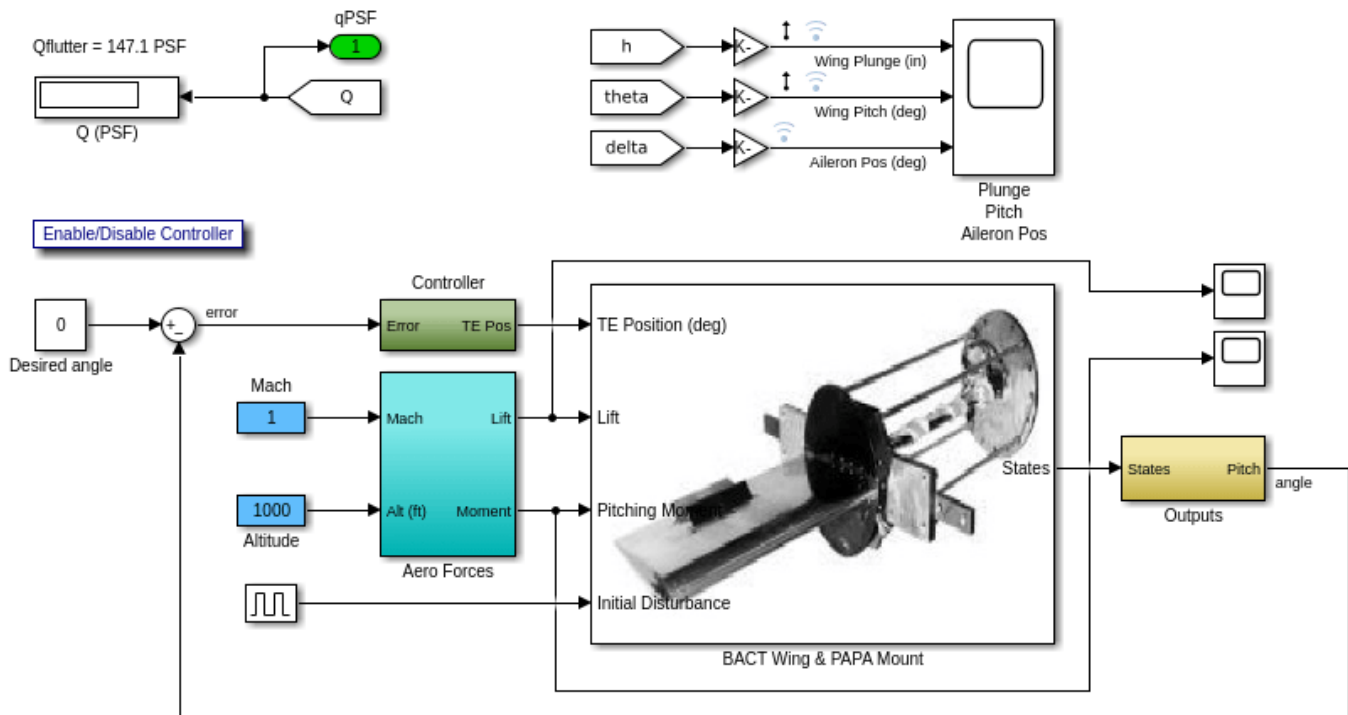 qPSF
Qflutter = 147.1 PSF
1
Q
Q (PSF)
h
K-
Wing Plunge (in)
theta
K-
Wing Pitch (deg)
delta
K-
Aileron Pos (deg)
Plunge
Pitch
Aileron Pos
Enable/Disable Controller
Controller
0
+
_
error
Error
TE Pos
TE Position (deg)
Desired angle
Mach
1
Mach
Lift
Lift
States
States
Pitch
angle
1000
Alt (ft)
Moment
Pitching Moment
Outputs
Altitude
Aero Forces
Initial Disturbance
BACT Wing & PAPA Mount